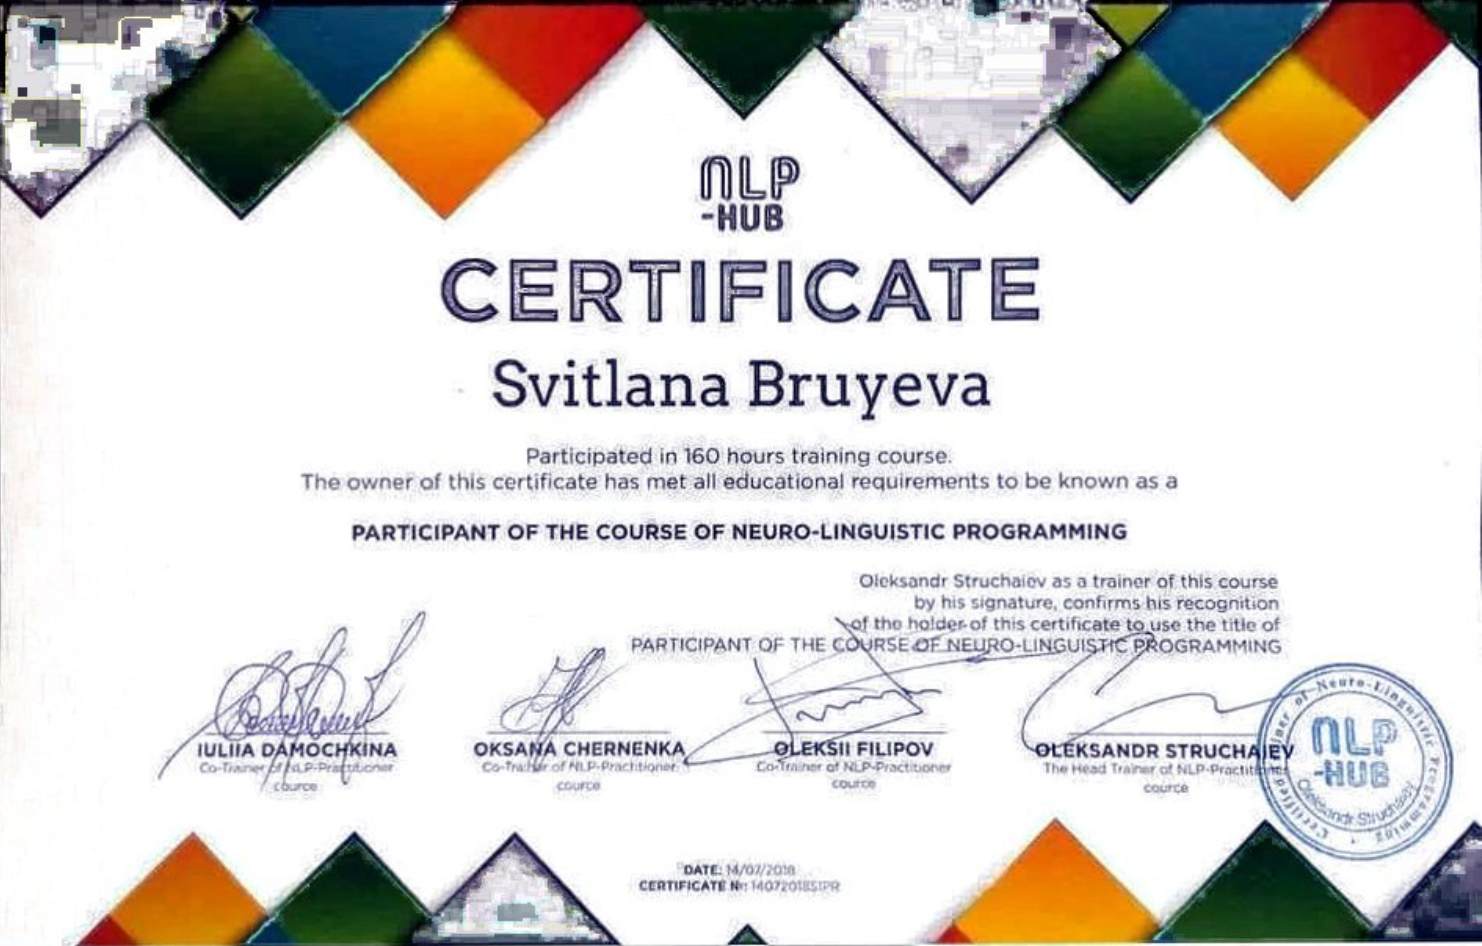 NLP
-HUB
CERTIFICATE
Svitlana Bruyeva
Participated in 160 hours training course.
The owner of this certificate has met all educational requirements to be known as a
PARTICIPANT OF THE COURSE OF NEURO-LINGUISTIC PROGRAMMING
Oleksandr Struchaiev as a trainer of this course
by his signature, confirms his recognition
of the holder of this certificate to use the title of
PARTICIPANT OF THE COURSE OF NEURO-LINGUISTIC PROGRAMMING
IULIIA DAMOCHKINA
Co-Trainer of NLP-Practitioner
cource
OKSANA CHERNENKA
Co-Trainer of NLP-Practitioner
cource
OLEKSII FILIPOV
Co-Trainer of NLP-Practitioner
cource
OLEKSANDR STRUCHAIEV
The Head Trainer of NLP-Practitioner
cource
Certified Trainer of Neuro-Linguistic Programming
NLP
-HUB
Oleksandr Struchaiev
DATE: 14/07/2018
CERTIFICATE №: